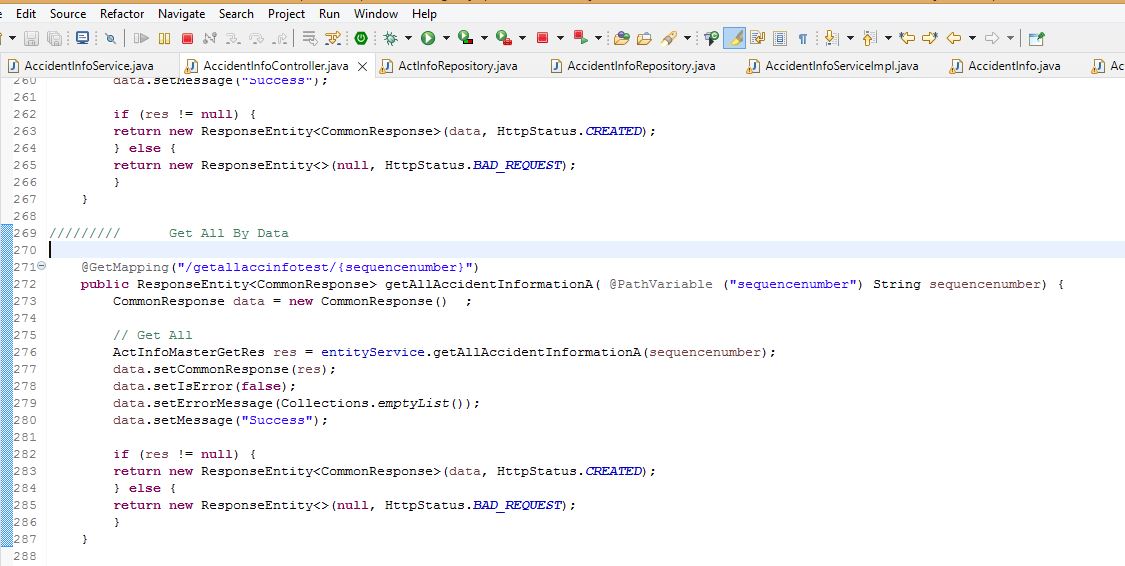 Edit Source Refactor Navigate Search Project Run Window Help
AccidentInfoService.java AccidentInfoController.java ActInfoRepository.java AccidentInfoRepository.java AccidentInfoServiceImpl.java AccidentInfo.java Ac
260 data.setMessage("Success");
261
262 if (res != null) {
263 return new ResponseEntity<CommonResponse>(data, HttpStatus.CREATED);
264 } else {
265 return new ResponseEntity<>(null, HttpStatus.BAD_REQUEST);
266 }
267 }
268
269 ///////// Get All By Data
270
271 @GetMapping("/getallaccinfotest/{sequencenumber}")
272 public ResponseEntity<CommonResponse> getAllAccidentInformationA( @PathVariable ("sequencenumber") String sequencenumber) {
273 CommonResponse data = new CommonResponse() ;
274
275 // Get All
276 ActInfoMasterGetRes res = entityService.getAllAccidentInformationA(sequencenumber);
277 data.setCommonResponse(res);
278 data.setIsError(false);
279 data.setErrorMessage(Collections.emptyList());
280 data.setMessage("Success");
281
282 if (res != null) {
283 return new ResponseEntity<CommonResponse>(data, HttpStatus.CREATED);
284 } else {
285 return new ResponseEntity<>(null, HttpStatus.BAD_REQUEST);
286 }
287 }
288